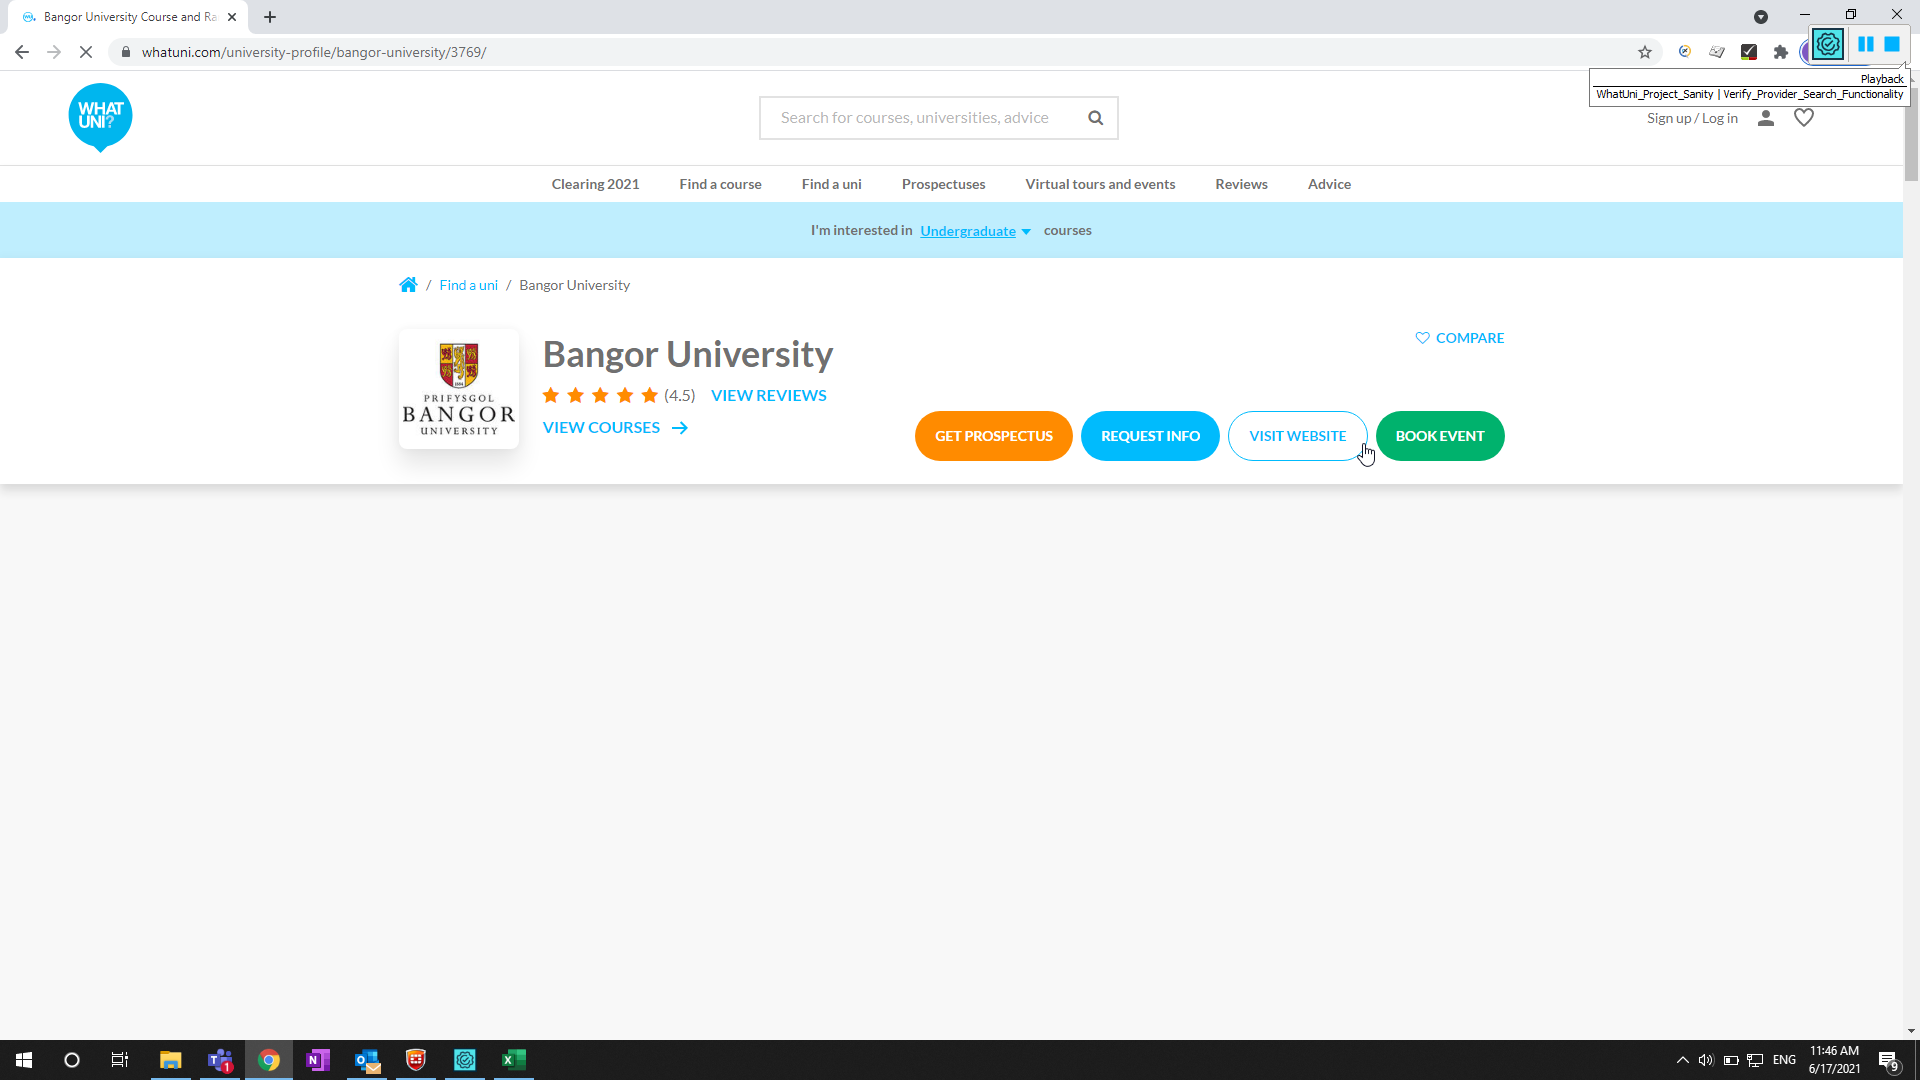 Bangor University Course and Ra
whatuni.com/university-profile/bangor-university/3769/
Playback
WhatUni_Project_Sanity | Verify_Provider_Search_Functionality
WHAT
UNI?
Search for courses, universities, advice
Sign up / Log in
Clearing 2021 Find a course Find a uni Prospectuses Virtual tours and events Reviews Advice
I'm interested in Undergraduate courses
/ Find a uni / Bangor University
PRIFYSGOL
BANGOR
UNIVERSITY
Bangor University
COMPARE
(4.5) VIEW REVIEWS
VIEW COURSES
GET PROSPECTUS REQUEST INFO VISIT WEBSITE BOOK EVENT
ENG
11:46 AM
6/17/2021
1
9